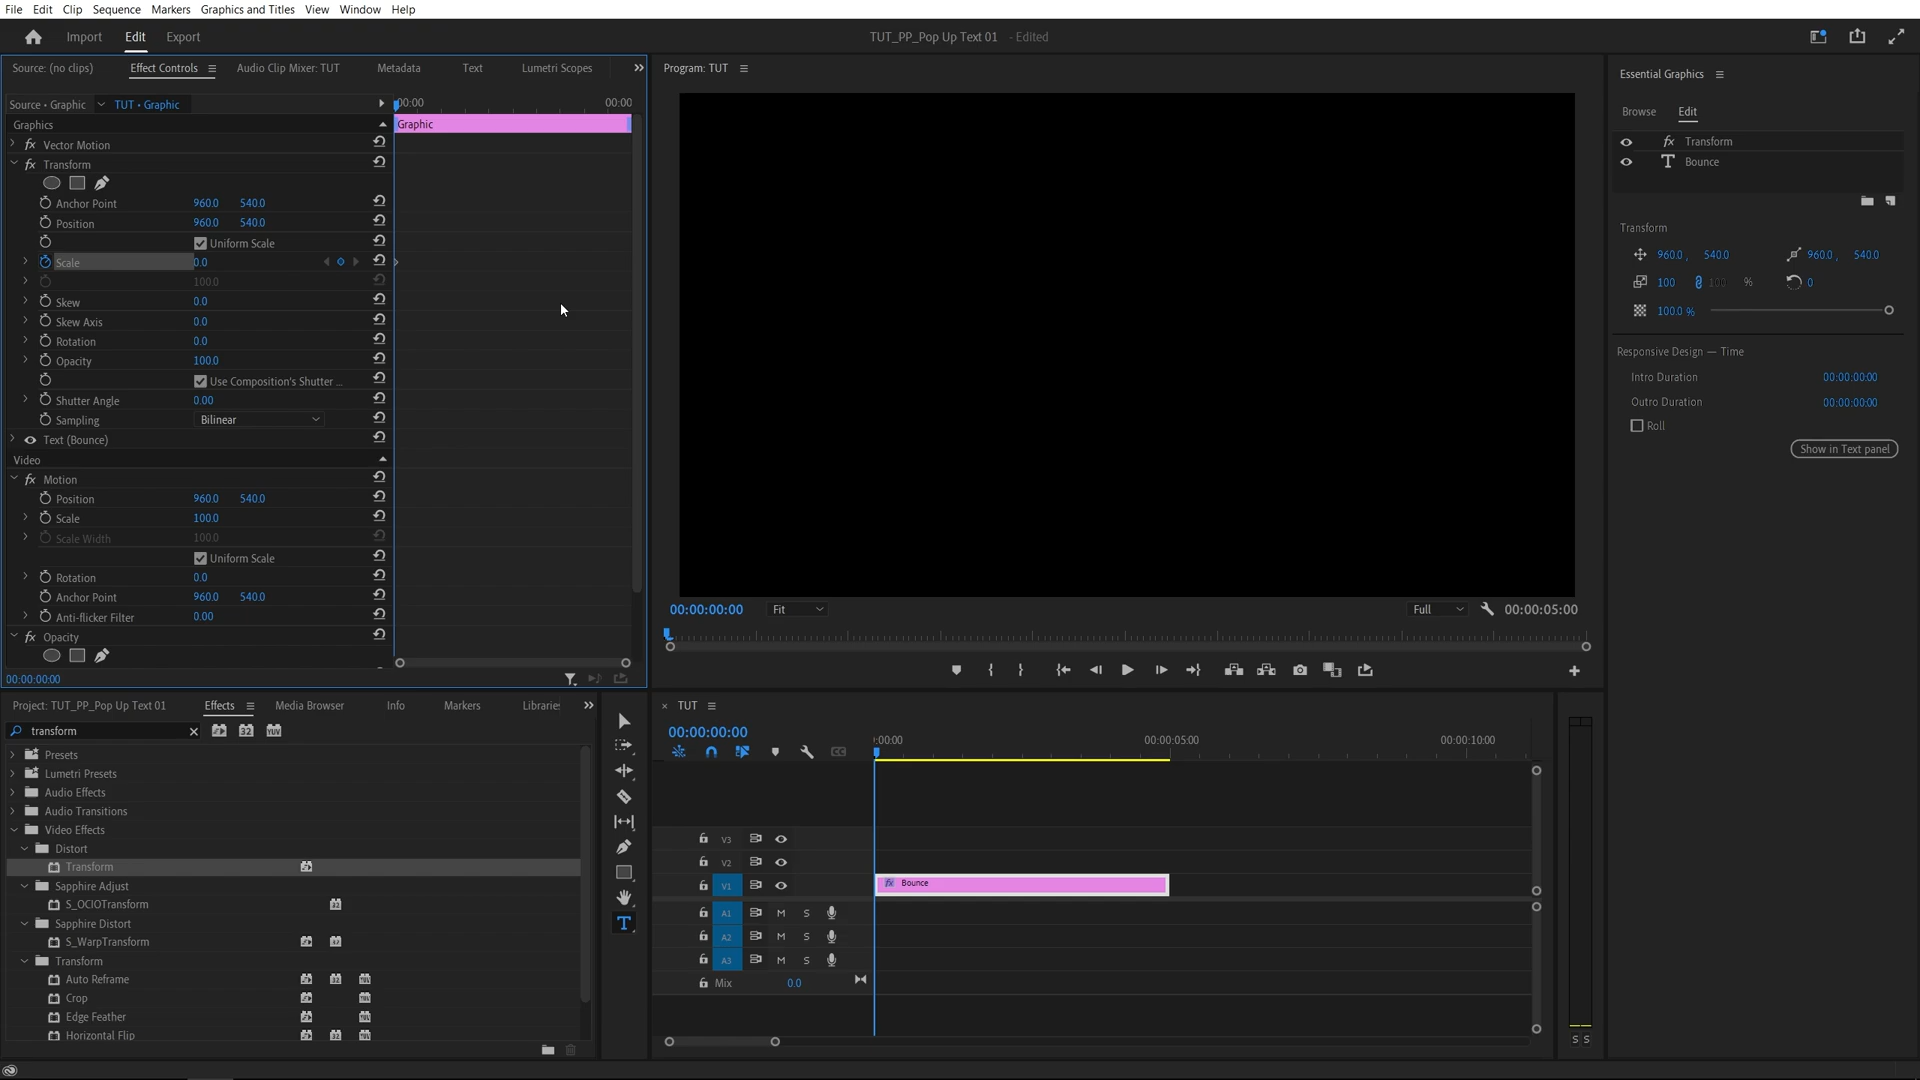 File Edit Clip Sequence Markers Graphics and Titles View Window Help
Import Edit Export
TUT_PP_Pop Up Text 01 - Edited
Source: (no clips) Effect Controls Audio Clip Mixer: TUT Metadata Text Lumetri Scopes
Source • Graphic TUT • Graphic
00:00 00:00
Graphics
Graphic
fx Vector Motion
fx Transform
Anchor Point 960.0 540.0
Position 960.0 540.0
Uniform Scale
Scale 0.0
100.0
Skew 0.0
Skew Axis 0.0
Rotation 0.0
Opacity 100.0
Use Composition's Shutter ...
Shutter Angle 0.00
Sampling Bilinear
Text (Bounce)
Video
fx Motion
Position 960.0 540.0
Scale 100.0
Scale Width 100.0
Uniform Scale
Rotation 0.0
Anchor Point 960.0 540.0
Anti-flicker Filter 0.00
fx Opacity
00:00:00:00
Program: TUT
00:00:00:00 Fit Full 00:00:05:00
Essential Graphics
Browse Edit
fx Transform
T Bounce
Transform
960.0 , 540.0 960.0 , 540.0
100 100 % 0
100.0 %
Responsive Design — Time
Intro Duration 00:00:00:00
Outro Duration 00:00:00:00
Roll
Show in Text panel
Project: TUT_PP_Pop Up Text 01 Effects Media Browser Info Markers Librarie
transform 32 YUV
Presets
Lumetri Presets
Audio Effects
Audio Transitions
Video Effects
Distort
Transform
Sapphire Adjust
S_OCIOTransform
Sapphire Distort
S_WarpTransform
Transform
Auto Reframe
Crop
Edge Feather
Horizontal Flip
T
× TUT
00:00:00:00
:00:00 00:00:05:00 00:00:10:00
V3
V2
V1 fx Bounce
A1 M S
A2 M S
A3 M S
Mix 0.0
S S